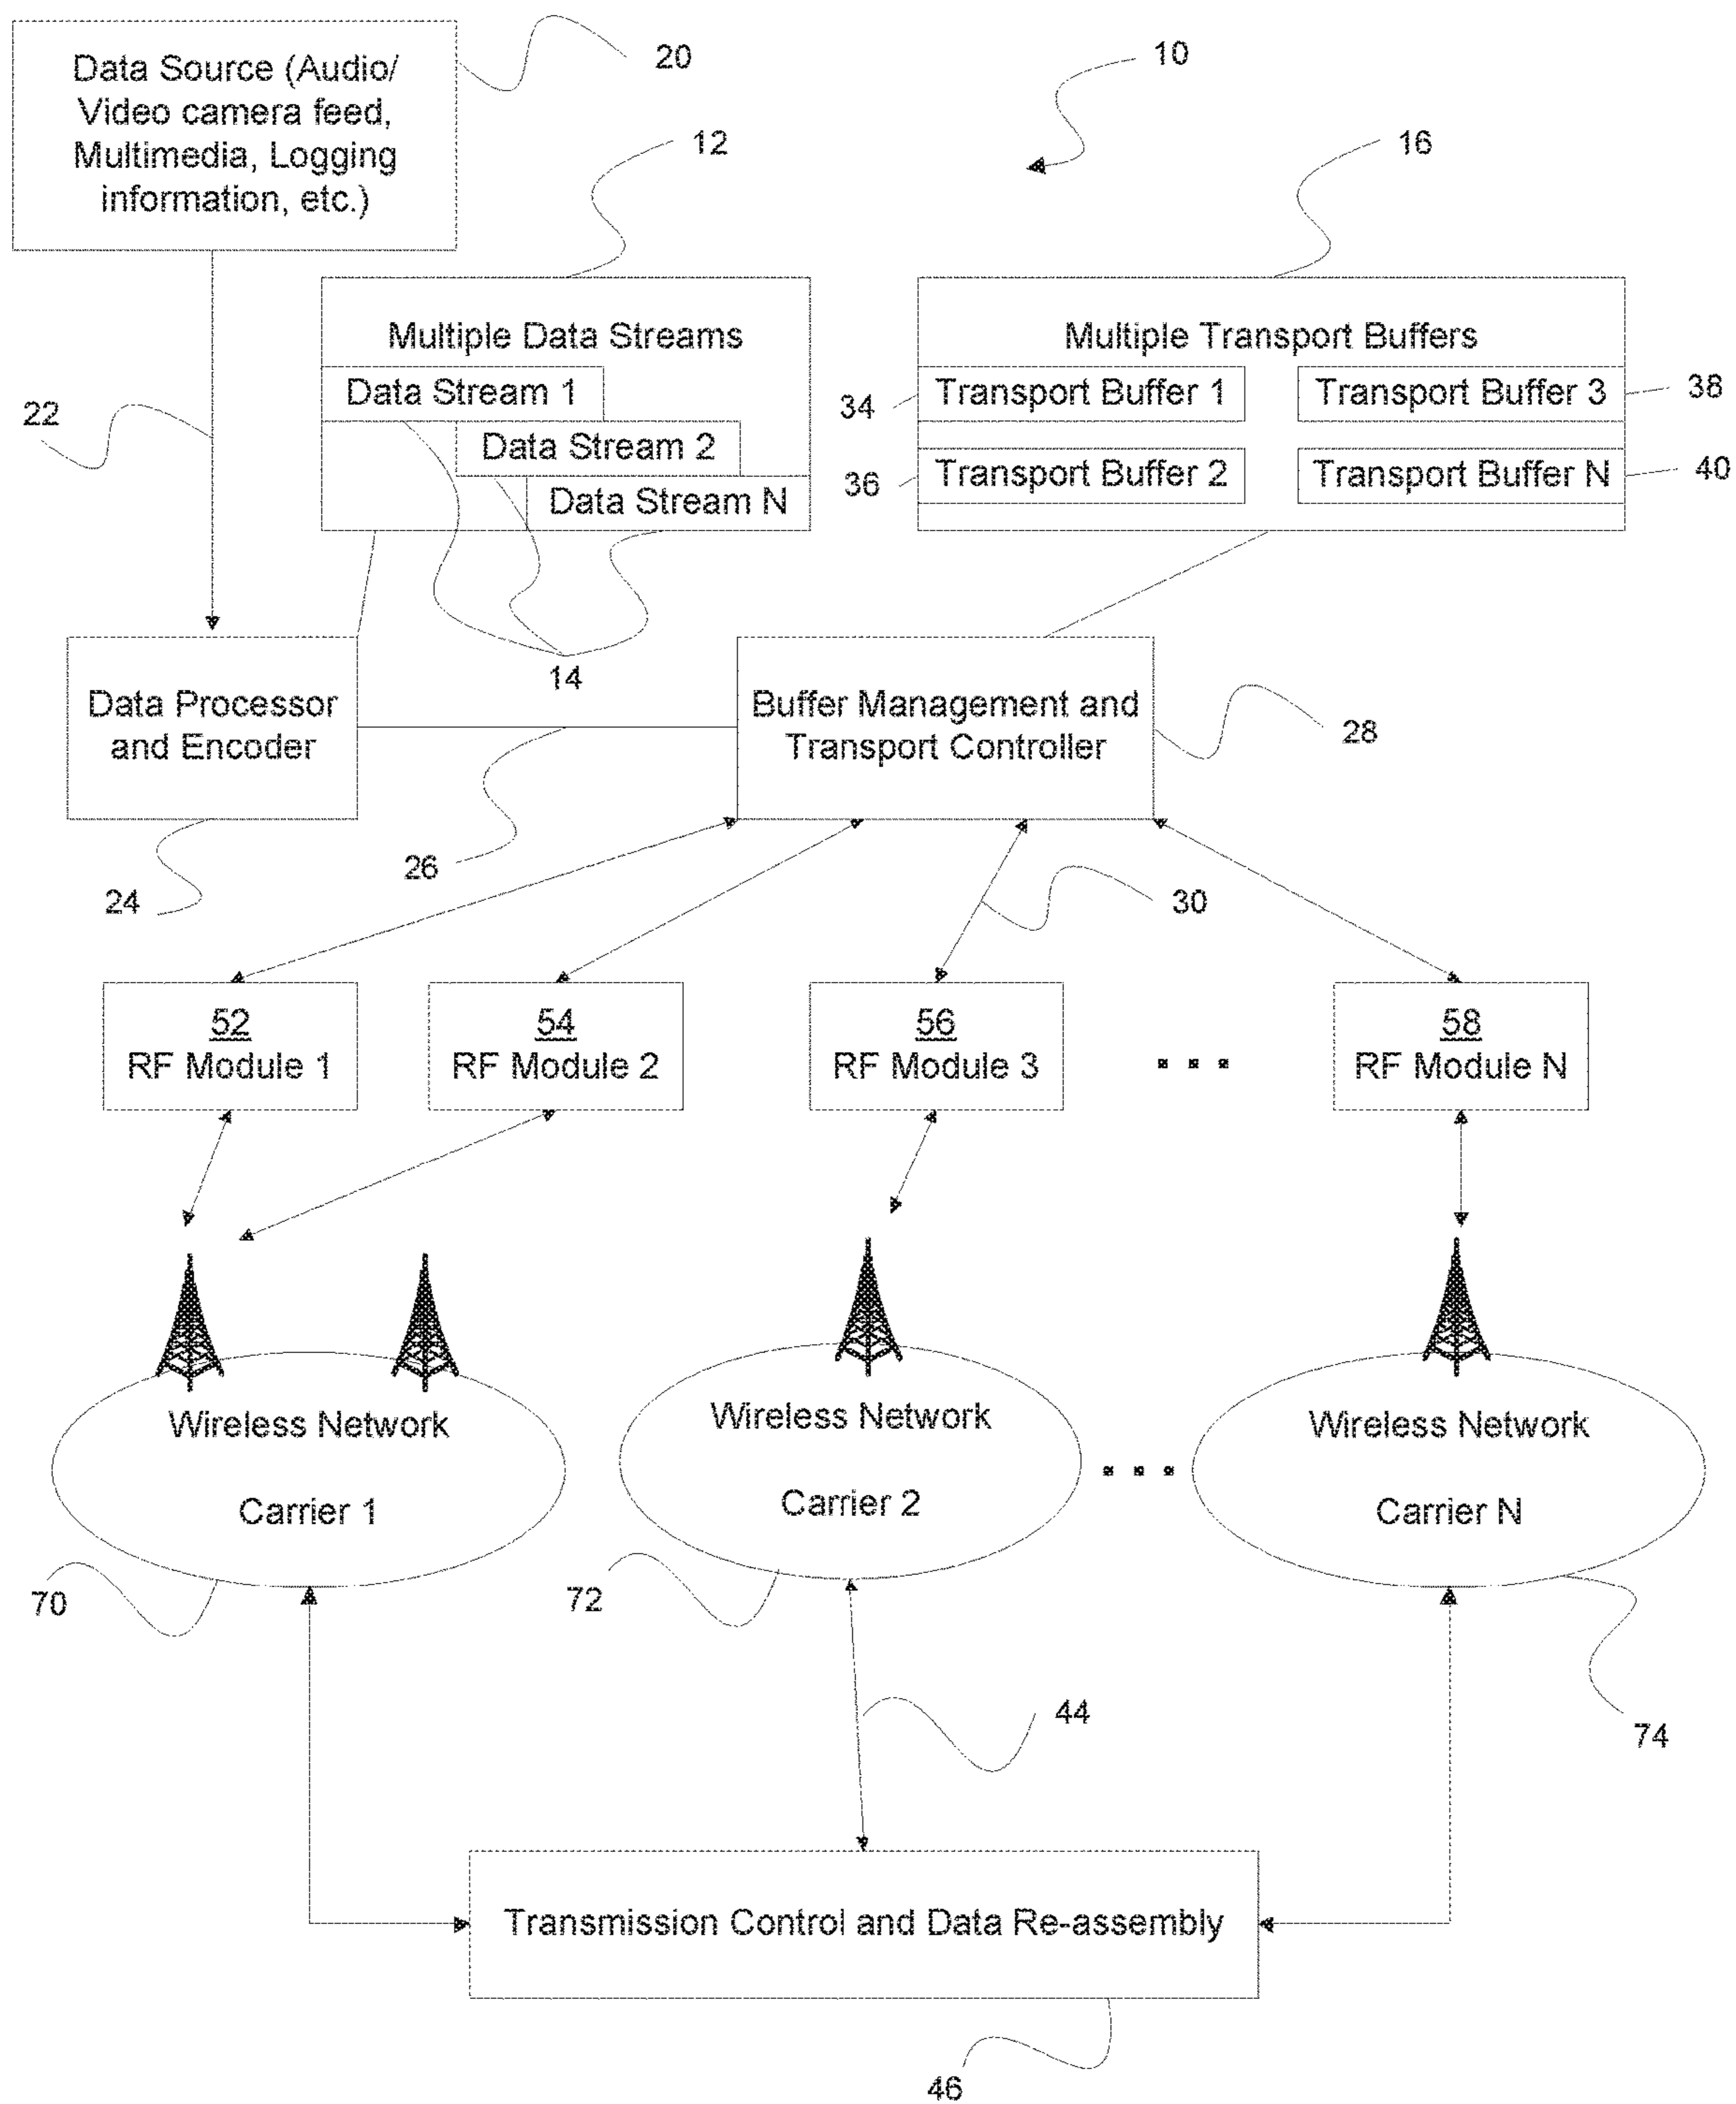 Data Source (Audio/
Video camera feed,
Multimedia, Logging
information, etc.)
20
10
12
16
Multiple Data Streams
Data Stream 1
Data Stream 2
Data Stream N
Multiple Transport Buffers
Transport Buffer 1
Transport Buffer 3
Transport Buffer 2
Transport Buffer N
34
38
36
40
22
14
Data Processor
and Encoder
Buffer Management and
Transport Controller
28
26
24
30
52
RF Module 1
54
RF Module 2
56
RF Module 3
...
58
RF Module N
Wireless Network
Carrier 1
Wireless Network
Carrier 2
...
Wireless Network
Carrier N
70
72
74
44
Transmission Control and Data Re-assembly
46